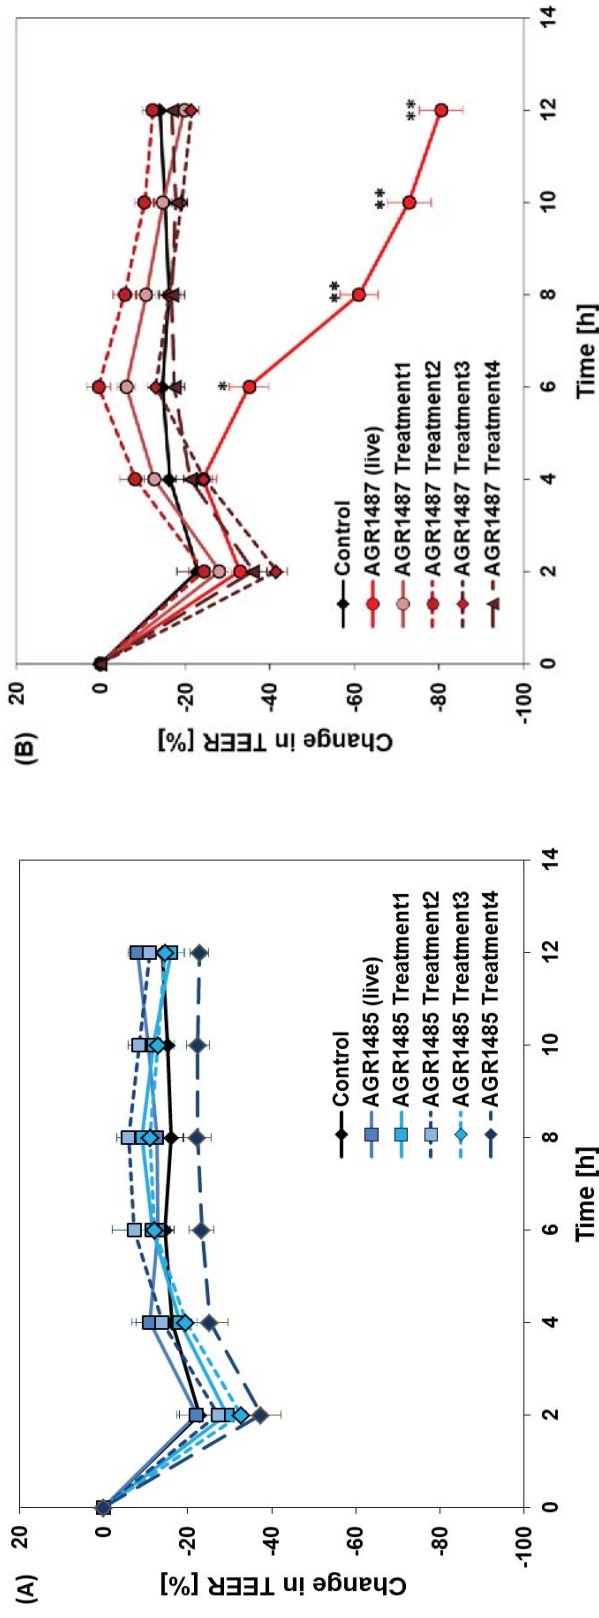 (A)
Change in TEER [%]
20
0
-20
-40
-60
-80
-100
0
2
4
6
8
10
12
14
Time [h]
Control
AGR1485 (live)
AGR1485 Treatment1
AGR1485 Treatment2
AGR1485 Treatment3
AGR1485 Treatment4
(B)
Change in TEER [%]
20
0
-20
-40
-60
-80
-100
*
**
**
**
0
2
4
6
8
10
12
14
Time [h]
Control
AGR1487 (live)
AGR1487 Treatment1
AGR1487 Treatment2
AGR1487 Treatment3
AGR1487 Treatment4